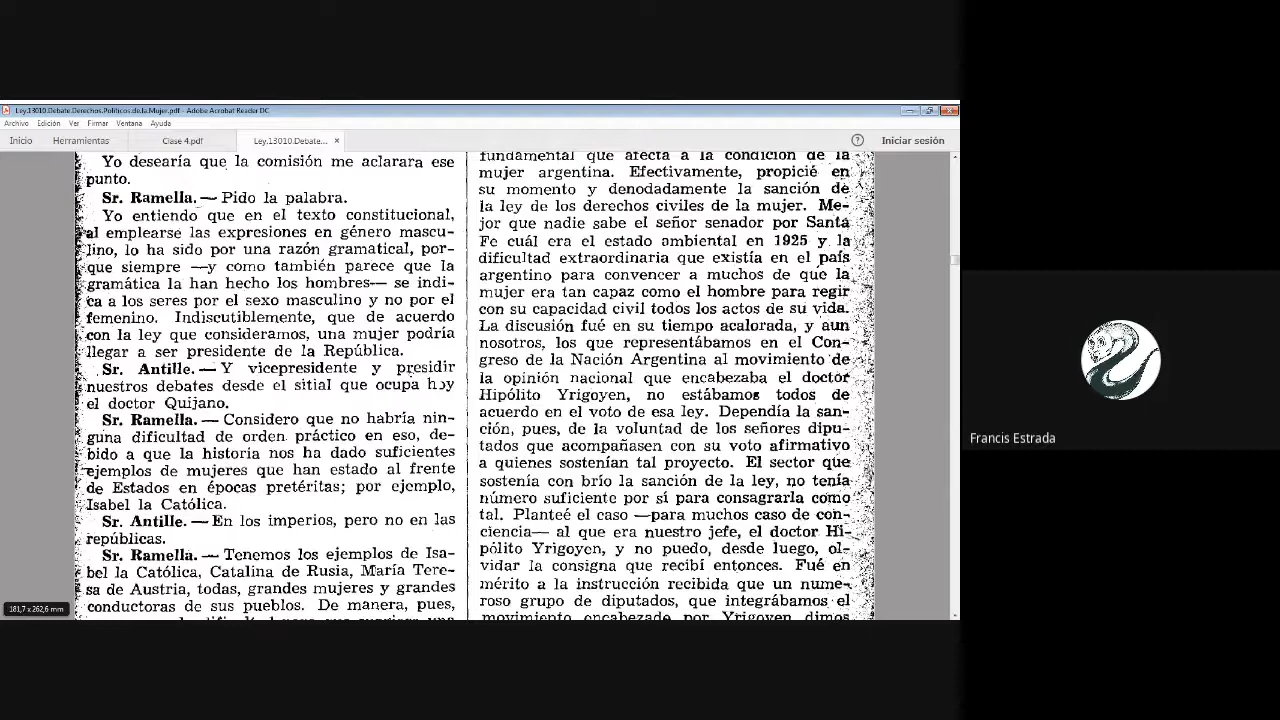 Ley.13010.Debate.Derechos.Politicos.de.la.Mujer.pdf - Adobe Acrobat Reader DC
Archivo Edición Ver Firmar Ventana Ayuda
Inicio Herramientas Clase 4.pdf Ley.13010.Debate... × ? Iniciar sesión
Yo desearía que la comisión me aclarara ese
punto.
Sr. Ramella. — Pido la palabra.
Yo entiendo que en el texto constitucional,
al emplearse las expresiones en género mascu-
lino, lo ha sido por una razón gramatical, por-
que siempre —y como también parece que la
gramática la han hecho los hombres— se indi-
ca a los seres por el sexo masculino y no por el
femenino. Indiscutiblemente, que de acuerdo
con la ley que consideramos, una mujer podría
llegar a ser presidente de la República.
Sr. Antille. — Y vicepresidente y presidir
nuestros debates desde el sitial que ocupa hoy
el doctor Quijano.
Sr. Ramella. — Considero que no habría nin-
guna dificultad de orden práctico en eso, de-
bido a que la historia nos ha dado suficientes
ejemplos de mujeres que han estado al frente
de Estados en épocas pretéritas; por ejemplo,
Isabel la Católica.
Sr. Antille. — En los imperios, pero no en las
repúblicas.
Sr. Ramella. — Tenemos los ejemplos de Isa-
bel la Católica, Catalina de Rusia, María Tere-
sa de Austria, todas, grandes mujeres y grandes
conductoras de sus pueblos. De manera, pues,
fundamental que afecta a la condición de la
mujer argentina. Efectivamente, propicié en
su momento y denodadamente la sanción de
la ley de los derechos civiles de la mujer. Me-
jor que nadie sabe el señor senador por Santa
Fe cuál era el estado ambiental en 1925 y la
dificultad extraordinaria que existía en el país
argentino para convencer a muchos de que la
mujer era tan capaz como el hombre para regir
con su capacidad civil todos los actos de su vida.
La discusión fué en su tiempo acalorada, y aun
nosotros, los que representábamos en el Con-
greso de la Nación Argentina al movimiento de
la opinión nacional que encabezaba el doctor
Hipólito Yrigoyen, no estábamos todos de
acuerdo en el voto de esa ley. Dependía la san-
ción, pues, de la voluntad de los señores dipu-
tados que acompañasen con su voto afirmativo
a quienes sostenían tal proyecto. El sector que
sostenía con brío la sanción de la ley, no tenía
número suficiente por sí para consagrarla como
tal. Planteé el caso —para muchos caso de con-
ciencia— al que era nuestro jefe, el doctor Hi-
pólito Yrigoyen, y no puedo, desde luego, ol-
vidar la consigna que recibí entonces. Fué en
mérito a la instrucción recibida que un nume-
roso grupo de diputados, que integrábamos el
movimiento encabezado por Yrigoyen dimos
181,7 x 262,6 mm
Francis Estrada